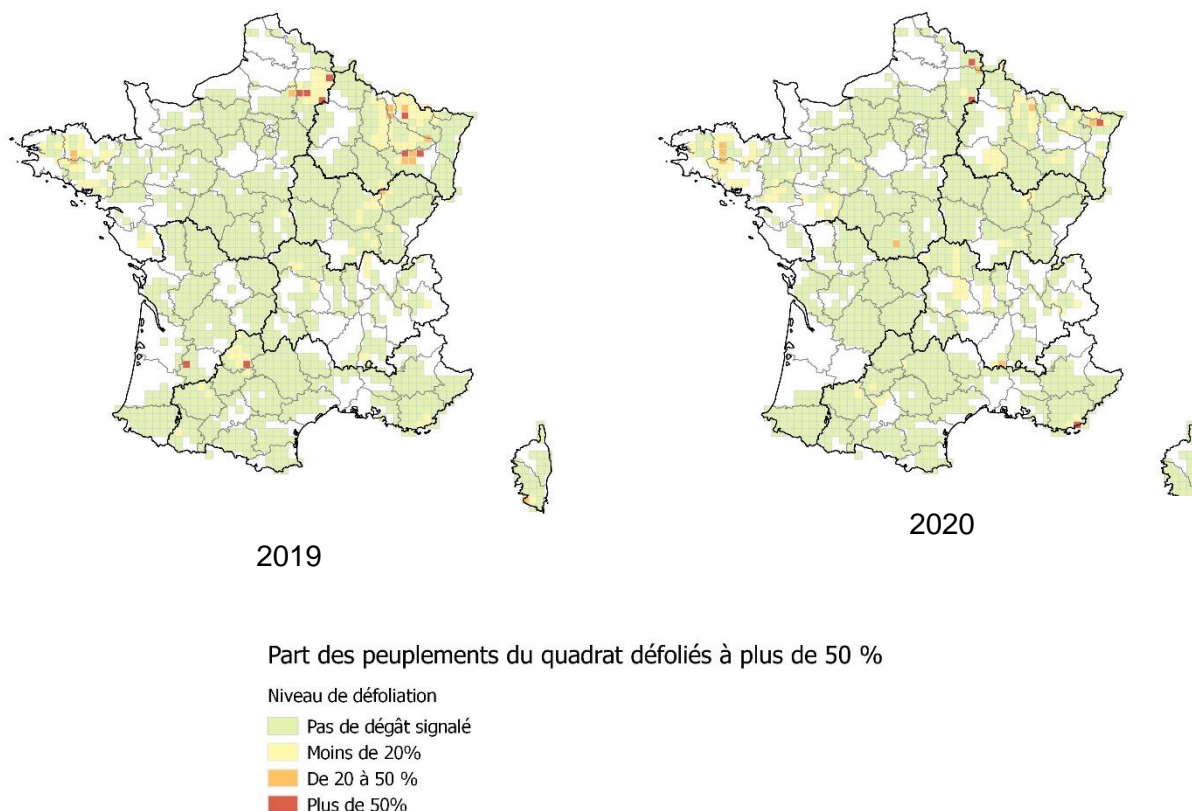 2019
2020
Part des peuplements du quadrat défoliés à plus de 50 %
Niveau de défoliation
Pas de dégât signalé
Moins de 20%
De 20 à 50 %
Plus de 50%